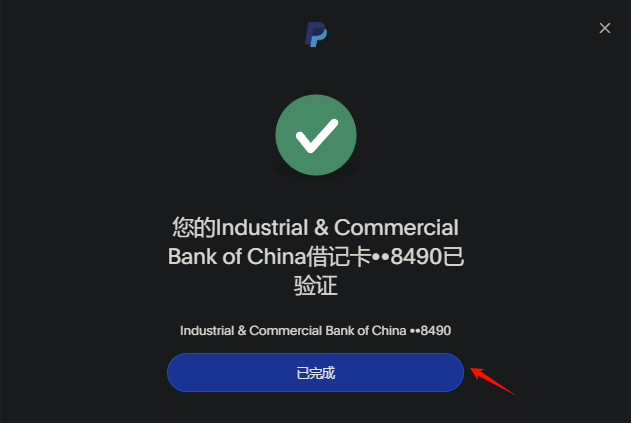 您的Industrial & Commercial
Bank of China借记卡••8490已
验证
Industrial & Commercial Bank of China ••8490
已完成